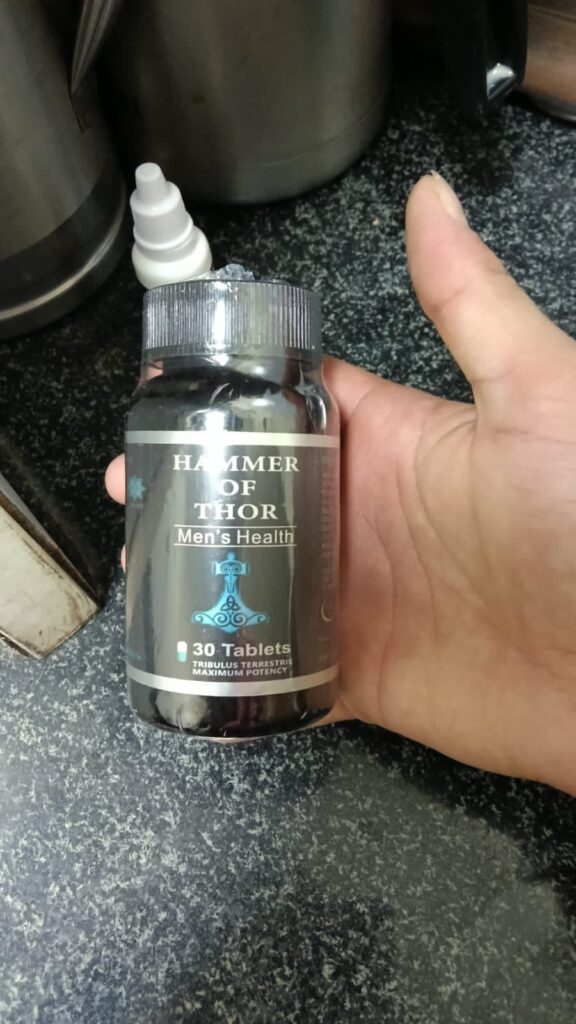 HAMMER
OF
THOR
Men's Health
30 Tablets
TRIBULUS TERRESTRIS
MAXIMUM POTENCY